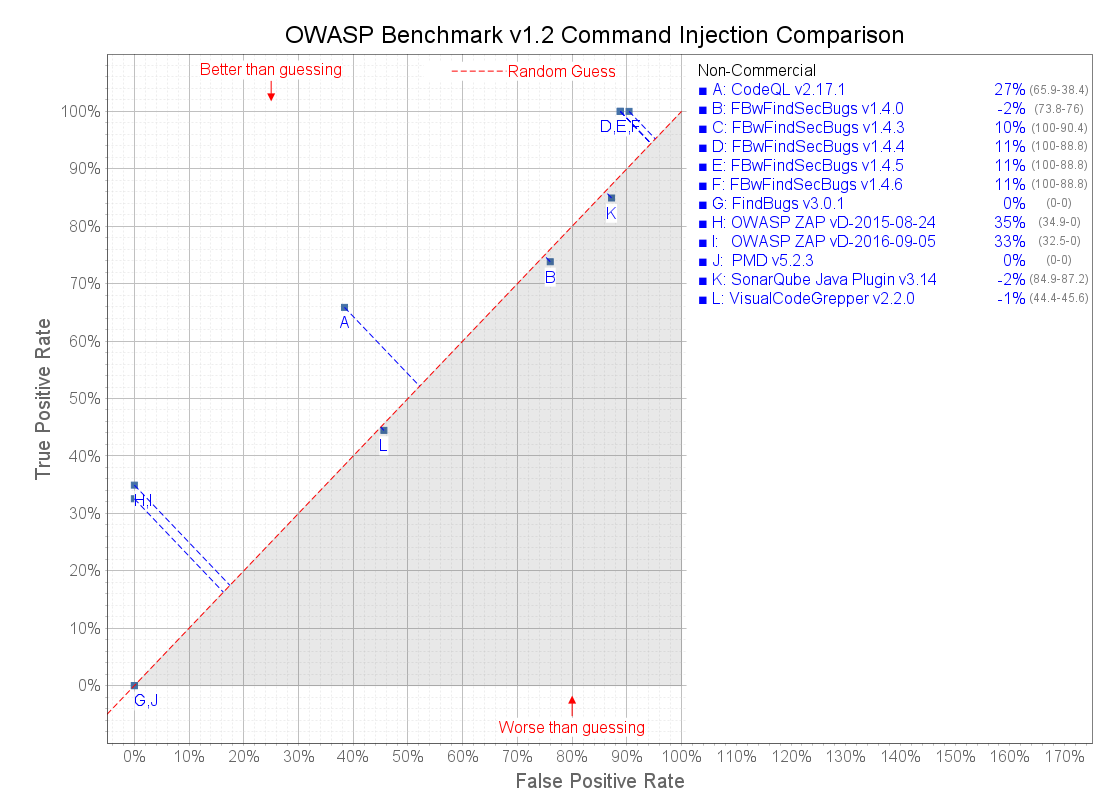 OWASP Benchmark v1.2 Command Injection Comparison
Better than guessing
Random Guess
Non-Commercial
A: CodeQL v2.17.1 27% (65.9-38.4)
B: FBwFindSecBugs v1.4.0 -2% (73.8-76)
C: FBwFindSecBugs v1.4.3 10% (100-90.4)
D: FBwFindSecBugs v1.4.4 11% (100-88.8)
E: FBwFindSecBugs v1.4.5 11% (100-88.8)
F: FBwFindSecBugs v1.4.6 11% (100-88.8)
G: FindBugs v3.0.1 0% (0-0)
H: OWASP ZAP vD-2015-08-24 35% (34.9-0)
I: OWASP ZAP vD-2016-09-05 33% (32.5-0)
J: PMD v5.2.3 0% (0-0)
K: SonarQube Java Plugin v3.14 -2% (84.9-87.2)
L: VisualCodeGrepper v2.2.0 -1% (44.4-45.6)
True Positive Rate
100%
90%
80%
70%
60%
50%
40%
30%
20%
10%
0%
D,E,F
K
B
A
L
H,I
G,J
Worse than guessing
0% 10% 20% 30% 40% 50% 60% 70% 80% 90% 100% 110% 120% 130% 140% 150% 160% 170%
False Positive Rate